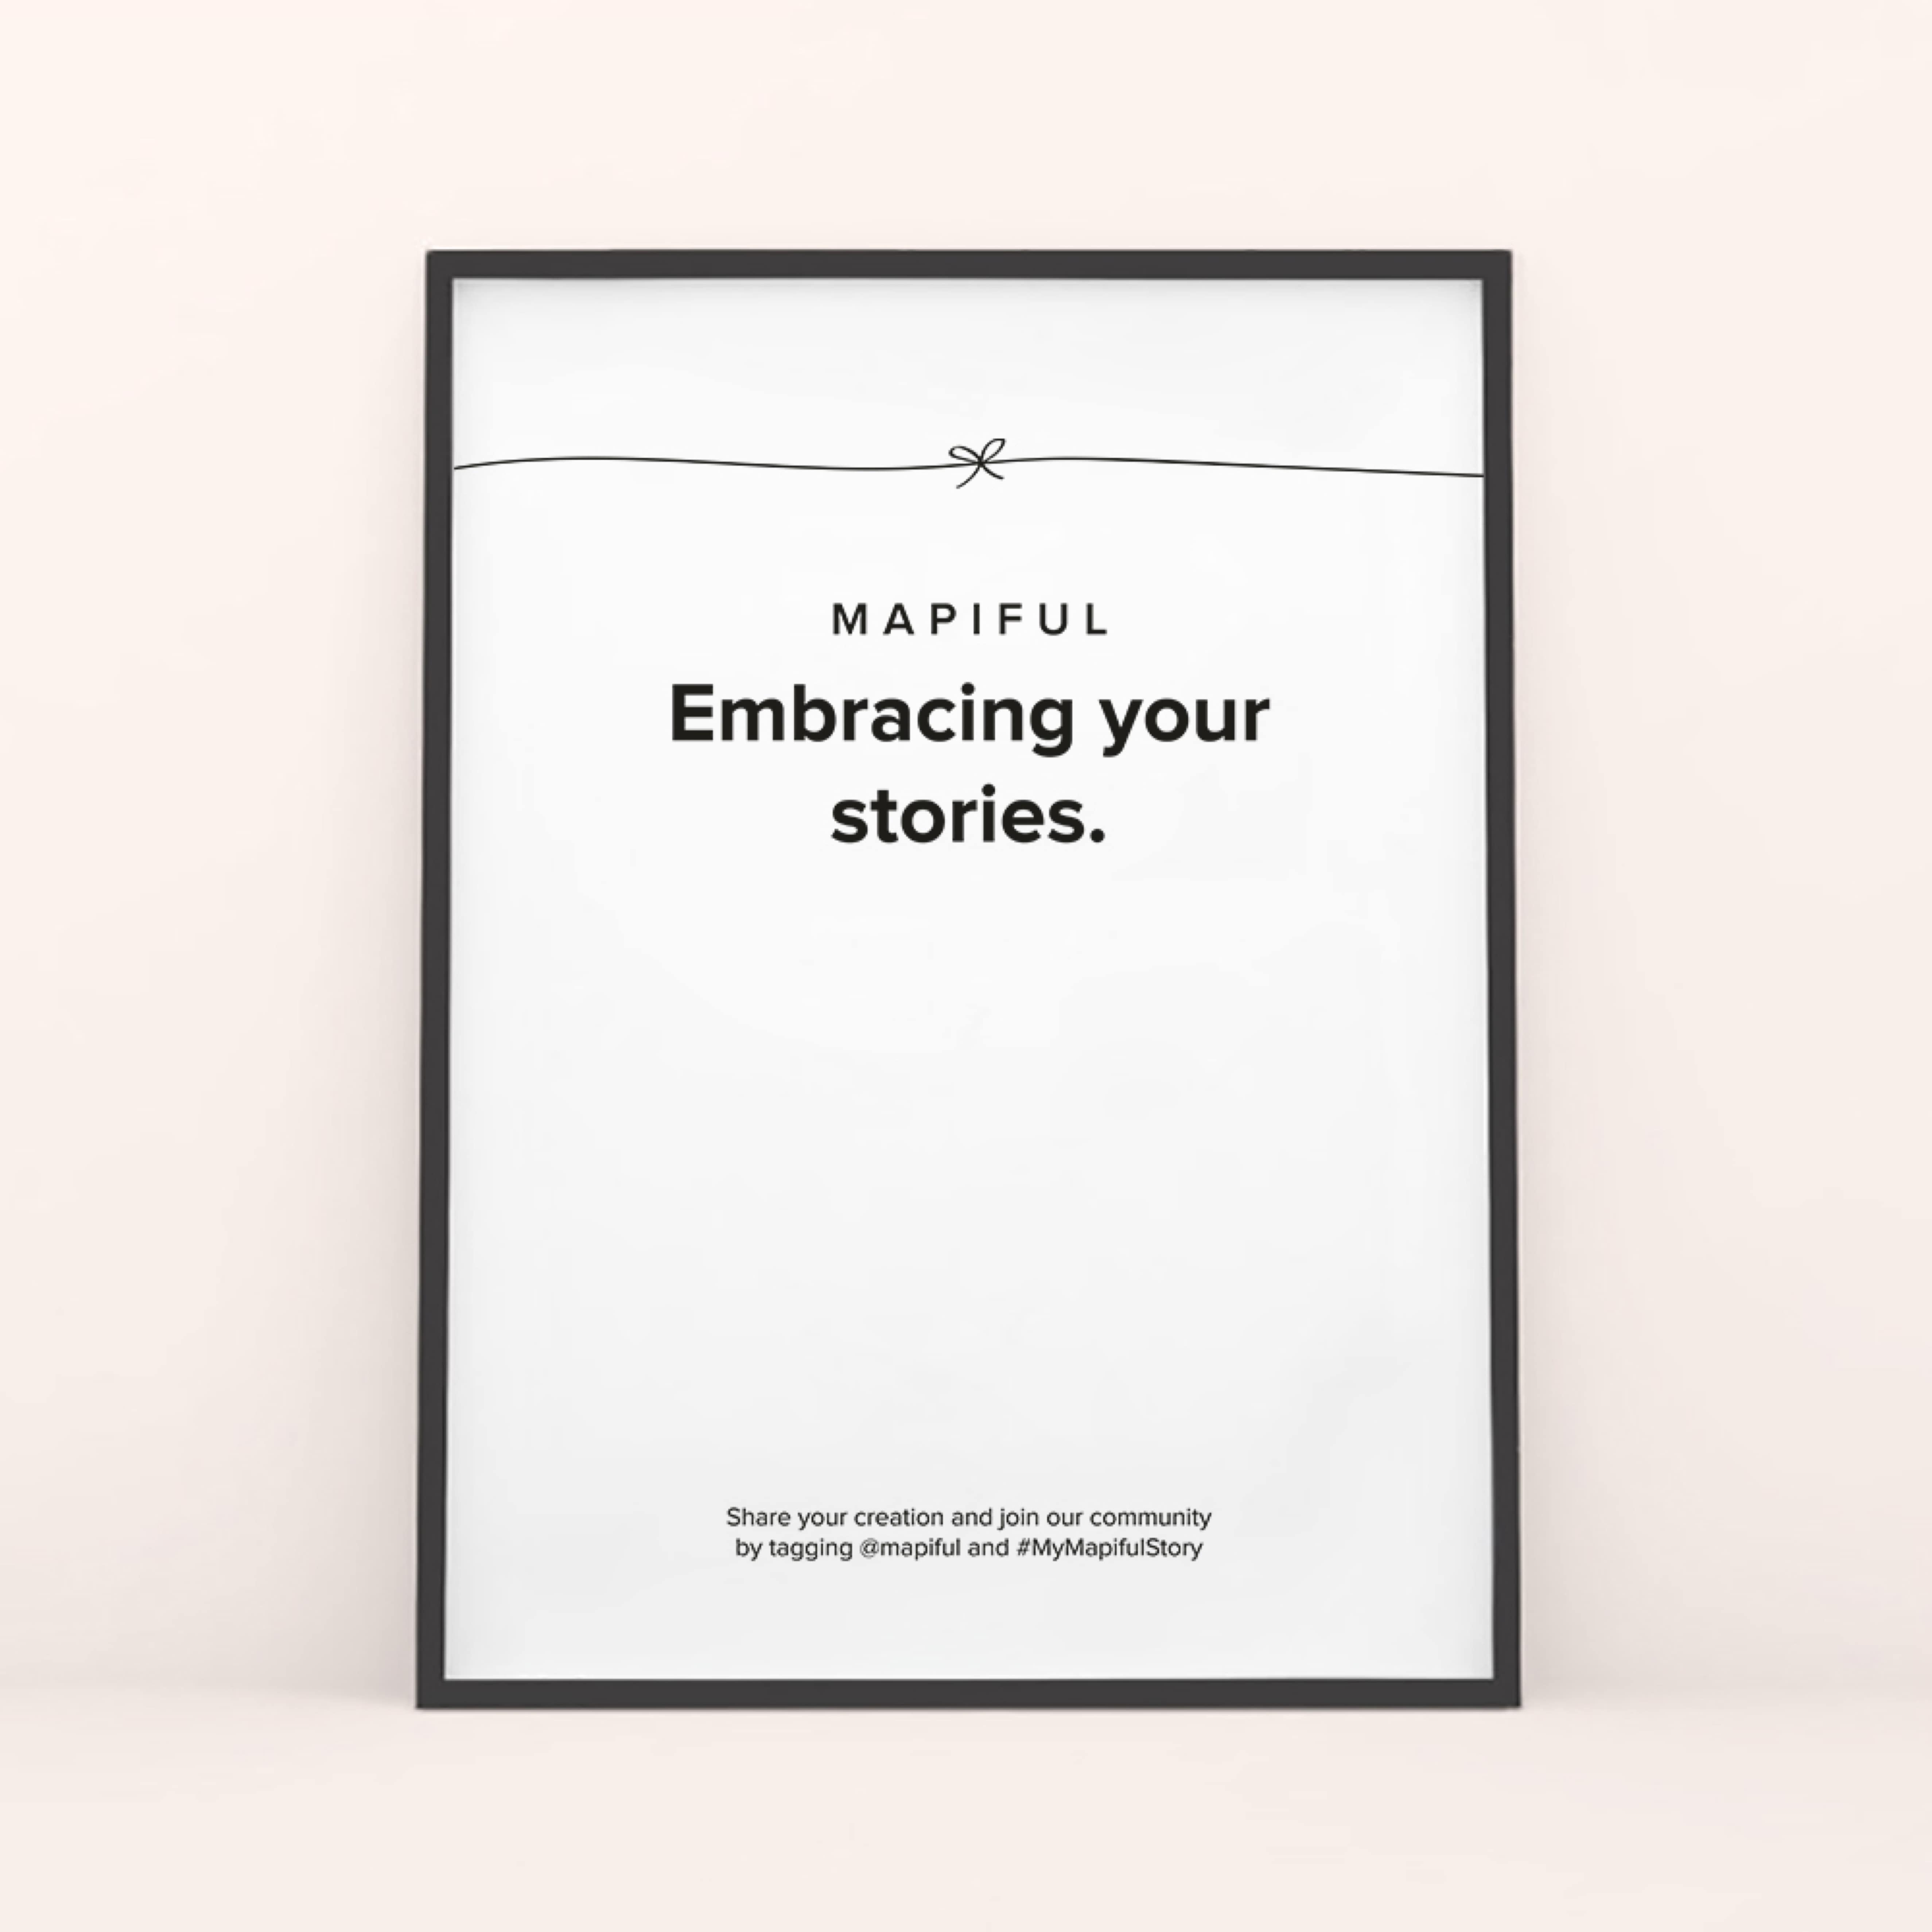 MAPIFUL
Embracing your
stories.
Share your creation and join our community
by tagging @mapiful and #MyMapifulStory